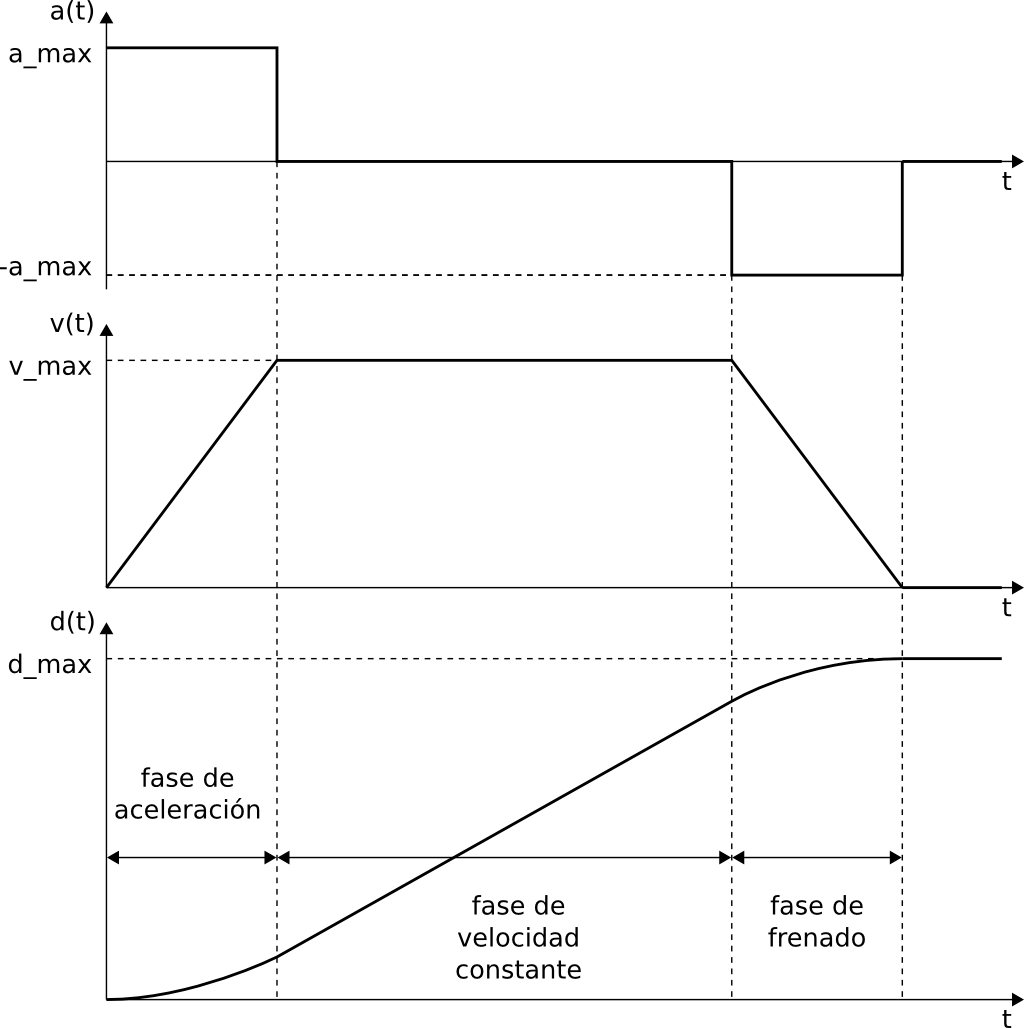 a(t)
a_max
t
-a_max
v(t)
v_max
t
d(t)
d_max
fase de
aceleración
fase de
velocidad
constante
fase de
frenado
t